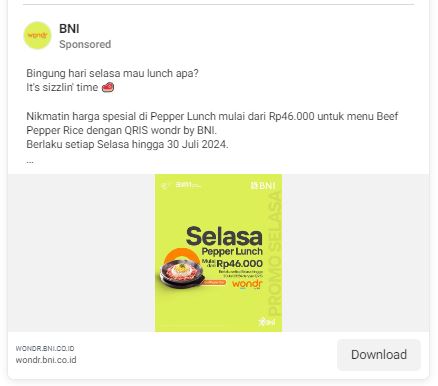 wondr
BNI
Sponsored
Bingung hari selasa mau lunch apa?
It's sizzlin' time 🥩
Nikmatin harga spesial di Pepper Lunch mulai dari Rp46.000 untuk menu Beef
Pepper Rice dengan QRIS wondr by BNI.
Berlaku setiap Selasa hingga 30 Juli 2024.
...
BNI
Selasa
Pepper Lunch
Mulai dari Rp46.000
wondr
PROMO SELASA
WONDR.BNI.CO.ID
wondr.bni.co.id
Download